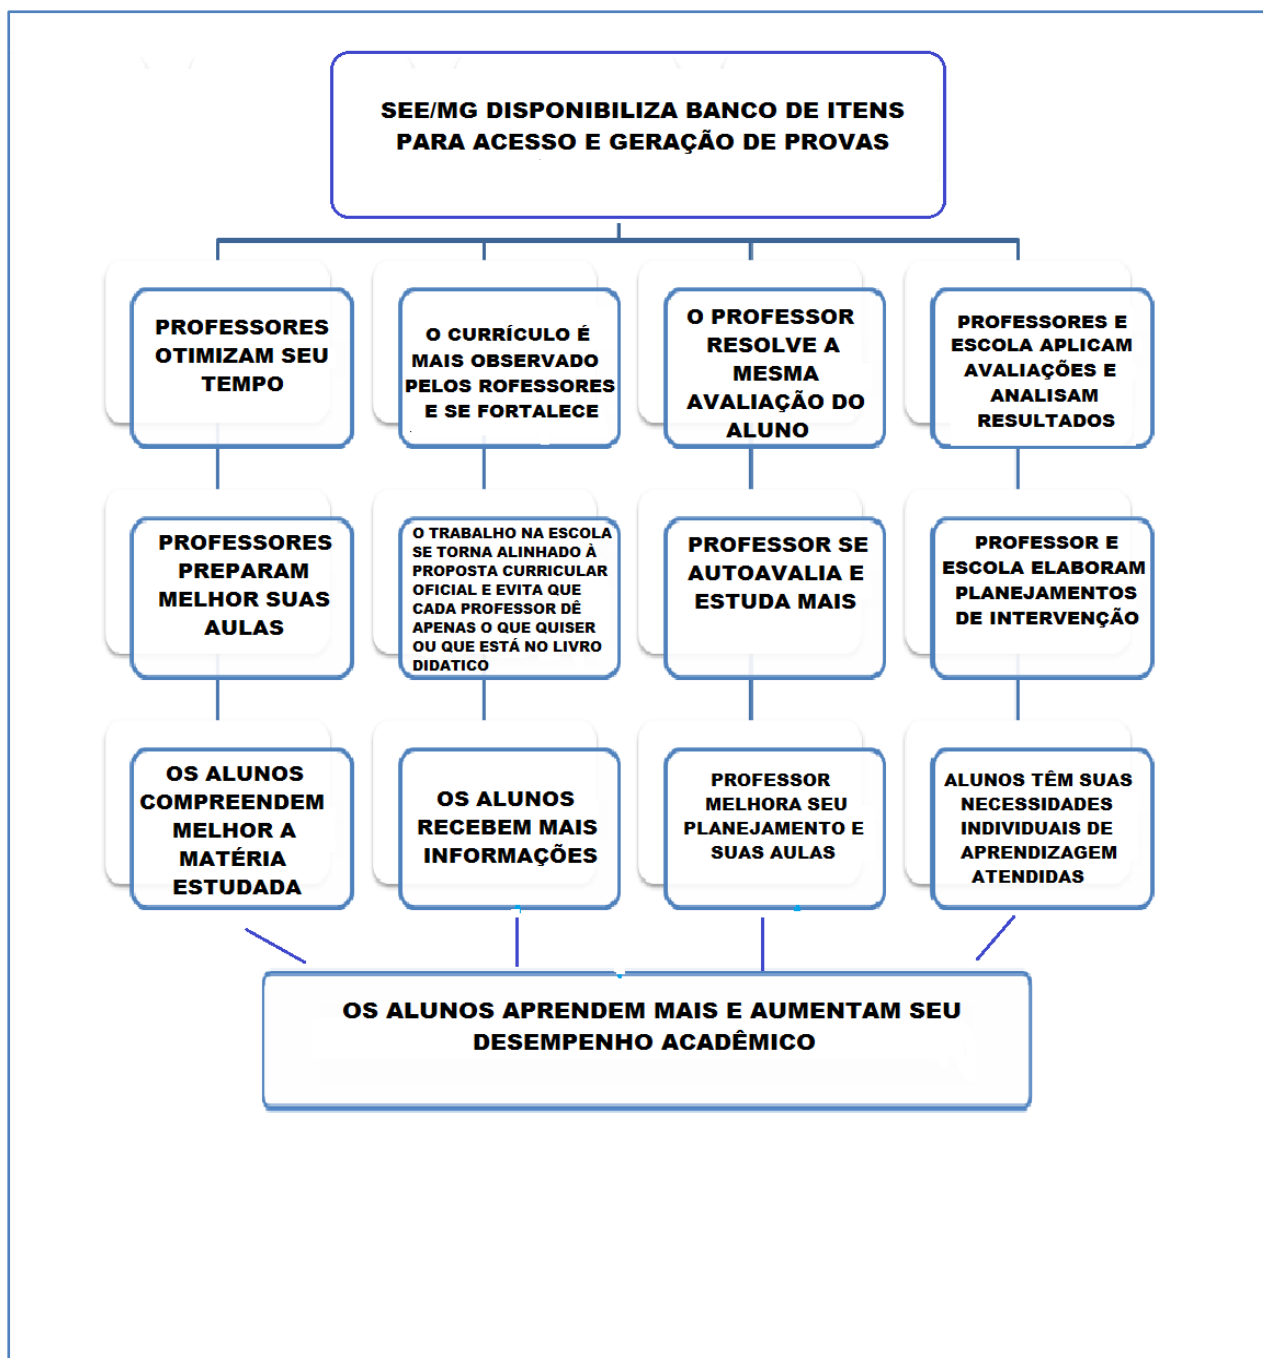 SEE/MG DISPONIBILIZA BANCO DE ITENS
PARA ACESSO E GERAÇÃO DE PROVAS
PROFESSORES
OTIMIZAM SEU
TEMPO
O CURRÍCULO É
MAIS OBSERVADO
PELOS ROFESSORES
E SE FORTALECE
O PROFESSOR
RESOLVE A
MESMA
AVALIAÇÃO DO
ALUNO
PROFESSORES E
ESCOLA APLICAM
AVALIAÇÕES E
ANALISAM
RESULTADOS
PROFESSORES
PREPARAM
MELHOR SUAS
AULAS
O TRABALHO NA ESCOLA
SE TORNA ALINHADO À
PROPOSTA CURRICULAR
OFICIAL E EVITA QUE
CADA PROFESSOR DÊ
APENAS O QUE QUISER
OU QUE ESTÁ NO LIVRO
DIDATICO
PROFESSOR SE
AUTOAVALIA E
ESTUDA MAIS
PROFESSOR E
ESCOLA ELABORAM
PLANEJAMENTOS
DE INTERVENÇÃO
OS ALUNOS
COMPREENDEM
MELHOR A
MATÉRIA
ESTUDADA
OS ALUNOS
RECEBEM MAIS
INFORMAÇÕES
PROFESSOR
MELHORA SEU
PLANEJAMENTO E
SUAS AULAS
ALUNOS TÊM SUAS
NECESSIDADES
INDIVIDUAIS DE
APRENDIZAGEM
ATENDIDAS
OS ALUNOS APRENDEM MAIS E AUMENTAM SEU
DESEMPENHO ACADÊMICO